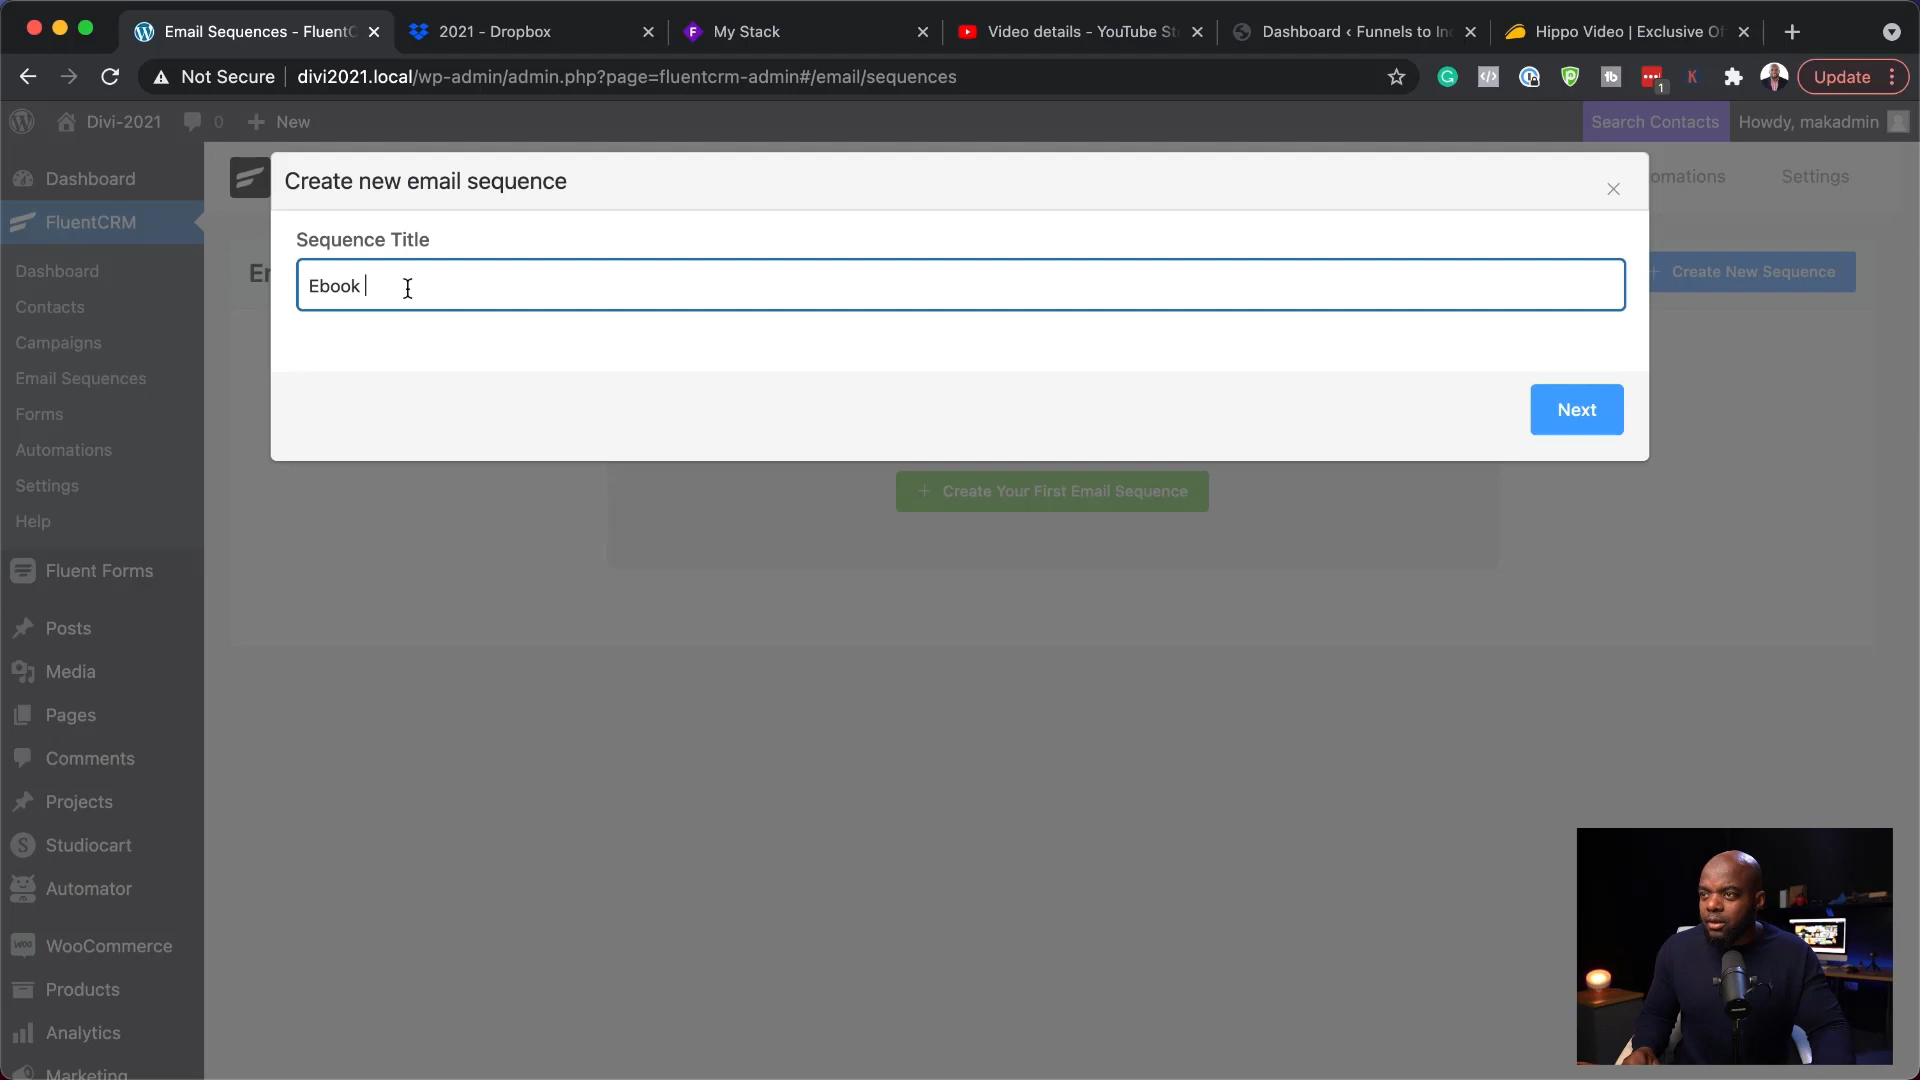 Email Sequences - FluentC
2021 - Dropbox
My Stack
Video details - YouTube St
Dashboard ‹ Funnels to In
Hippo Video | Exclusive Of
Not Secure
divi2021.local/wp-admin/admin.php?page=fluentcrm-admin#/email/sequences
1
Update
Divi-2021
0
New
Search Contacts
Howdy, makadmin
Dashboard
FluentCRM
Dashboard
Contacts
Campaigns
Email Sequences
Forms
Automations
Settings
Help
Fluent Forms
Posts
Media
Pages
Comments
Projects
Studiocart
Automator
WooCommerce
Products
Analytics
Marketing
omations
Settings
Create new email sequence
Sequence Title
Ebook
Next
Create New Sequence
Create Your First Email Sequence